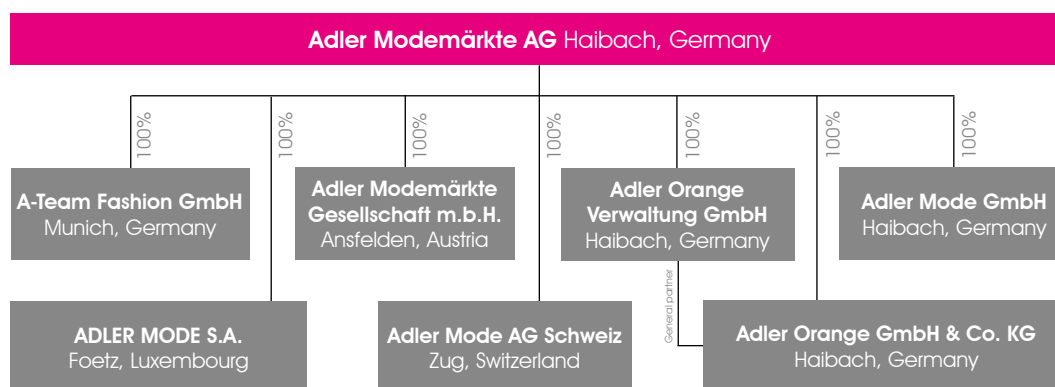 Adler Modemärkte AG Haibach, Germany
100%
100%
100%
100%
100%
100%
100%
A-Team Fashion GmbH
Munich, Germany
Adler Modemärkte
Gesellschaft m.b.H.
Ansfelden, Austria
Adler Orange
Verwaltung GmbH
Haibach, Germany
Adler Mode GmbH
Haibach, Germany
General partner
ADLER MODE S.A.
Foetz, Luxembourg
Adler Mode AG Schweiz
Zug, Switzerland
Adler Orange GmbH & Co. KG
Haibach, Germany